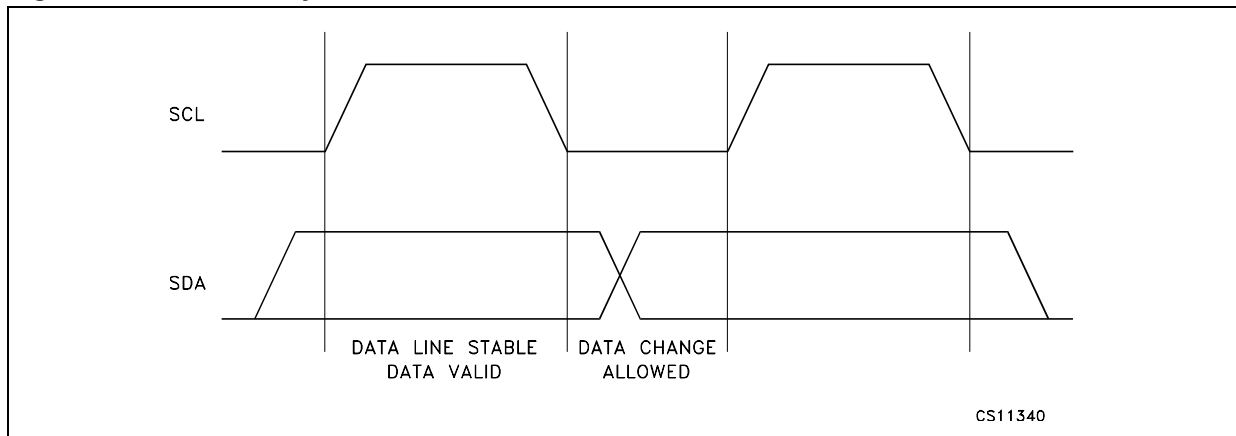 SCL
SDA
DATA LINE STABLE
DATA VALID
DATA CHANGE
ALLOWED
CS11340